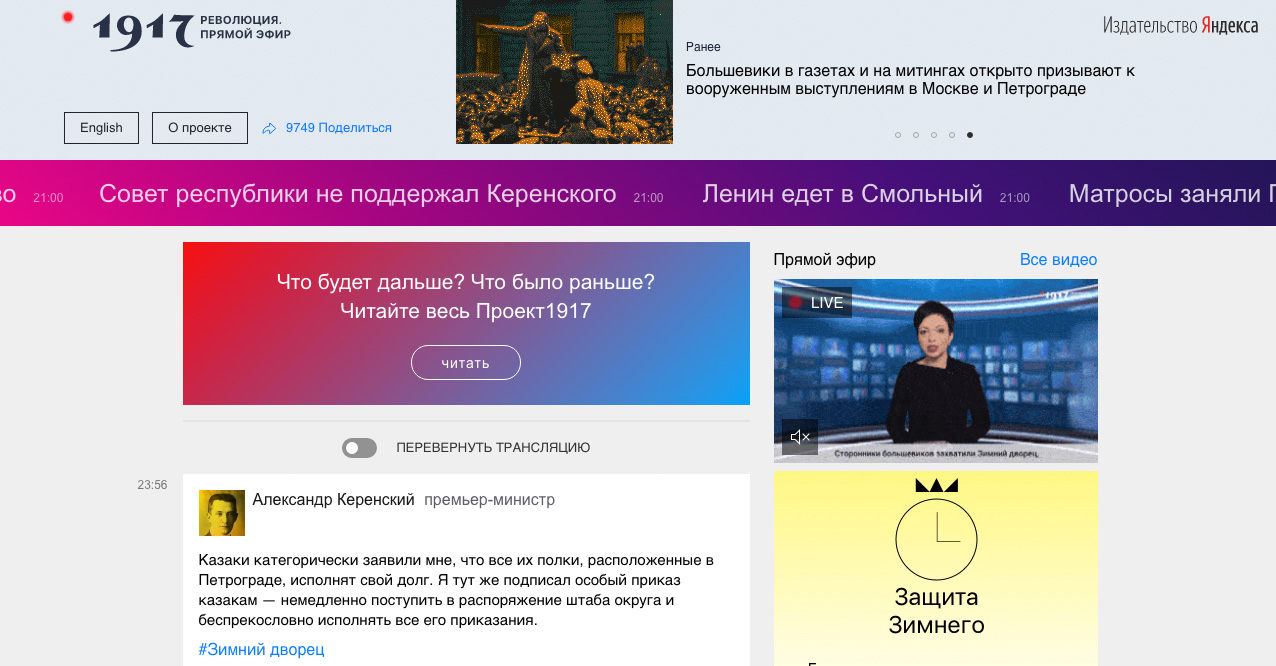 1917 РЕВОЛЮЦИЯ.
ПРЯМОЙ ЭФИР
Издательство Яндекса
Ранее
Большевики в газетах и на митингах открыто призывают к
вооруженным выступлениям в Москве и Петрограде
English
О проекте
9749 Поделиться
21:00 Совет республики не поддержал Керенского 21:00 Ленин едет в Смольный 21:00 Матросы заняли
Что будет дальше? Что было раньше?
Читайте весь Проект1917
читать
ПЕРЕВЕРНУТЬ ТРАНСЛЯЦИЮ
23:56
Александр Керенский премьер-министр
Казаки категорически заявили мне, что все их полки, расположенные в
Петрограде, исполнят свой долг. Я тут же подписал особый приказ
казакам — немедленно поступить в распоряжение штаба округа и
беспрекословно исполнять все его приказания.
#Зимний дворец
Прямой эфир
Все видео
LIVE
1917
Сторонники большевиков захватили Зимний дворец,
Защита
Зимнего